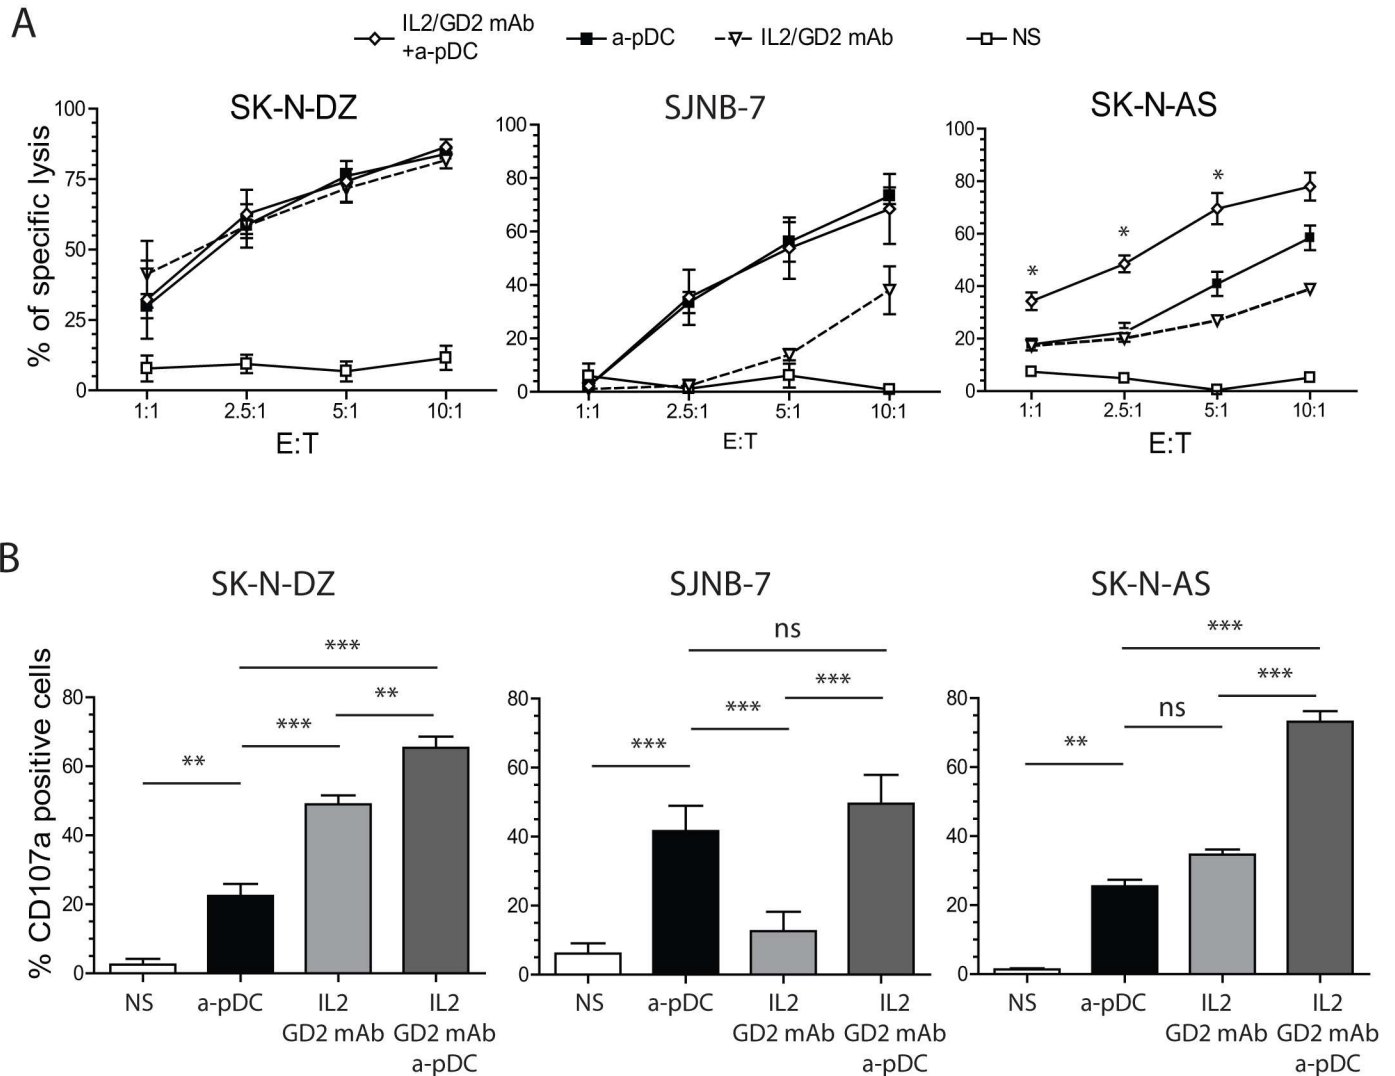 A
IL2/GD2 mAb
+a-pDC
a-pDC
IL2/GD2 mAb
NS
SK-N-DZ
SJNB-7
SK-N-AS
% of specific lysis
100
75
50
25
0
1:1
2.5:1
5:1
10:1
E:T
100
80
60
40
20
0
1:1
2.5:1
5:1
10:1
E:T
100
80
60
40
20
0
*
*
*
1:1
2.5:1
5:1
10:1
E:T
B
SK-N-DZ
SJNB-7
SK-N-AS
% CD107a positive cells
***
**
***
**
80
60
40
20
0
NS
a-pDC
IL2
GD2 mAb
IL2
GD2 mAb
a-pDC
ns
***
***
***
80
60
40
20
0
NS
a-pDC
IL2
GD2 mAb
IL2
GD2 mAb
a-pDC
***
***
ns
**
80
60
40
20
0
NS
a-pDC
IL2
GD2 mAb
IL2
GD2 mAb
a-pDC